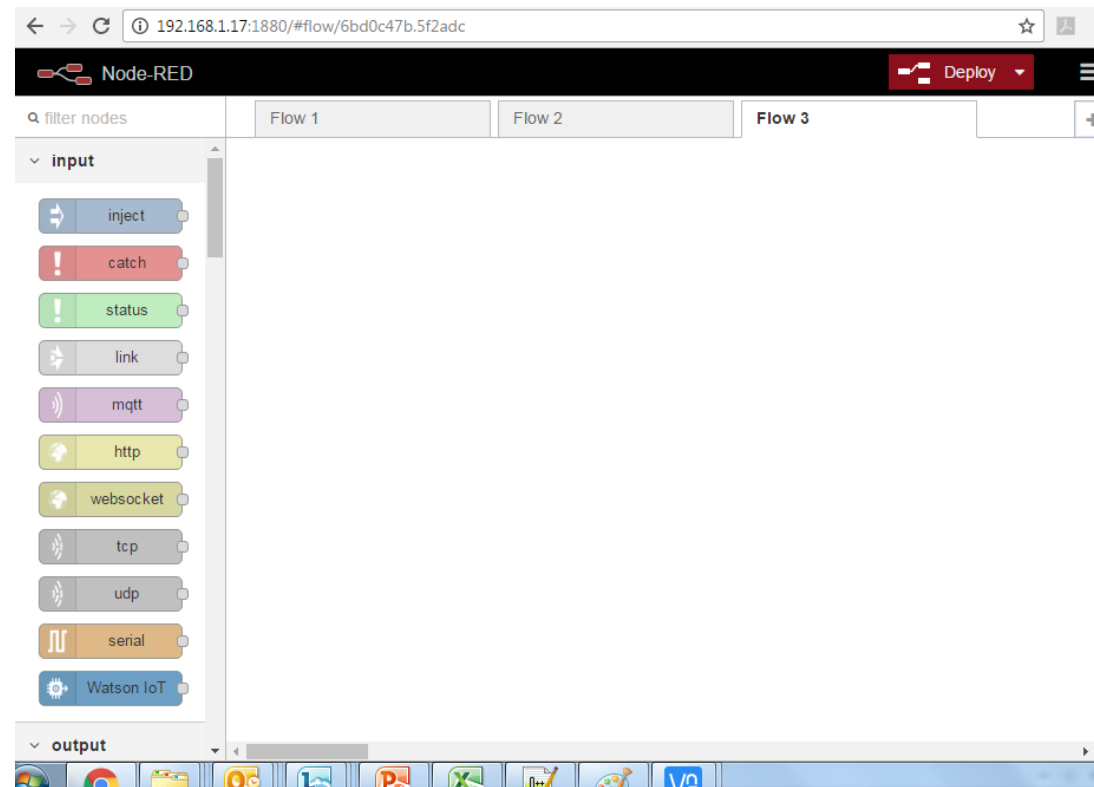 192.168.1.17:1880/#flow/6bd0c47b.5f2adc
Node-RED
Deploy
filter nodes
Flow 1
Flow 2
Flow 3
input
inject
catch
status
link
mqtt
http
websocket
tcp
udp
serial
Watson IoT
output